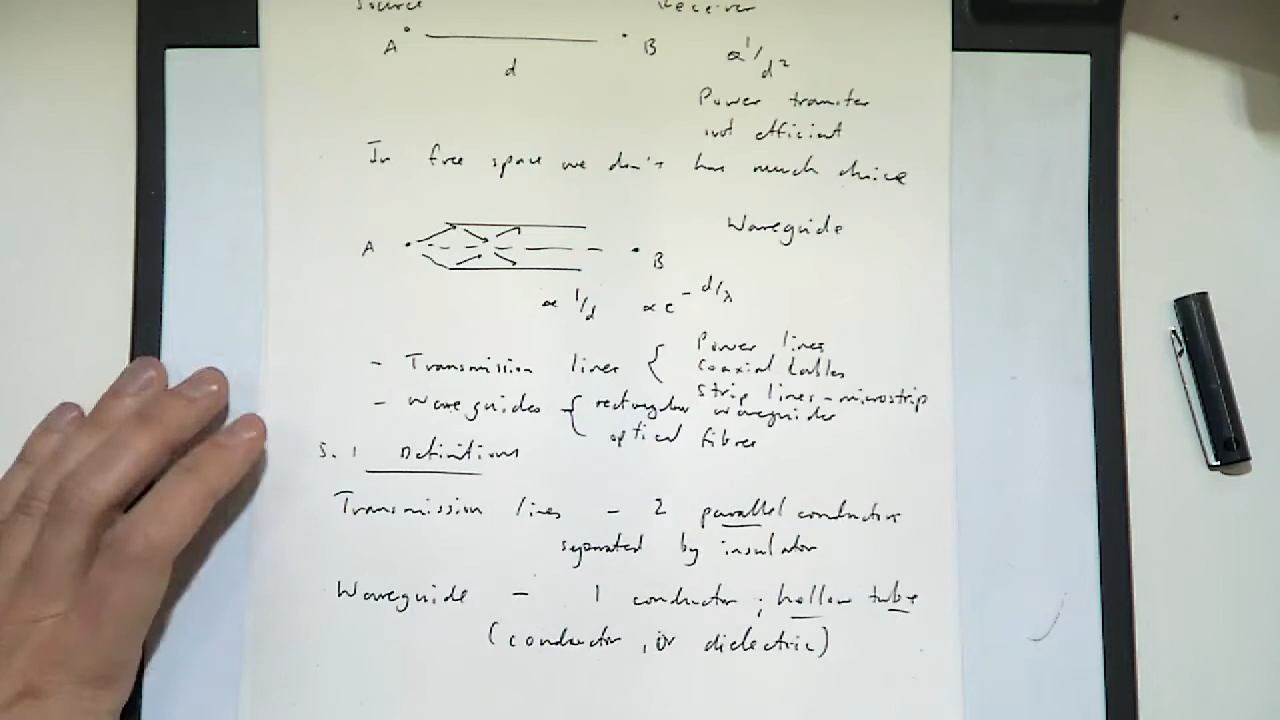 Source Receiver
A d B ∝ 1/d²
Power transfer
not efficient
In free space we don't have much choice
Waveguide
A B
∝ 1/d ∝ e^-d/λ
- Transmission lines { Power lines
coaxial cables
strip lines - microstrip
- waveguides { rectangular waveguides
optical fibres
5.1 Definitions
Transmission lines - 2 parallel conductors
separated by insulator
Waveguide - 1 conductor ; hollow tube
(conductor, or dielectric)